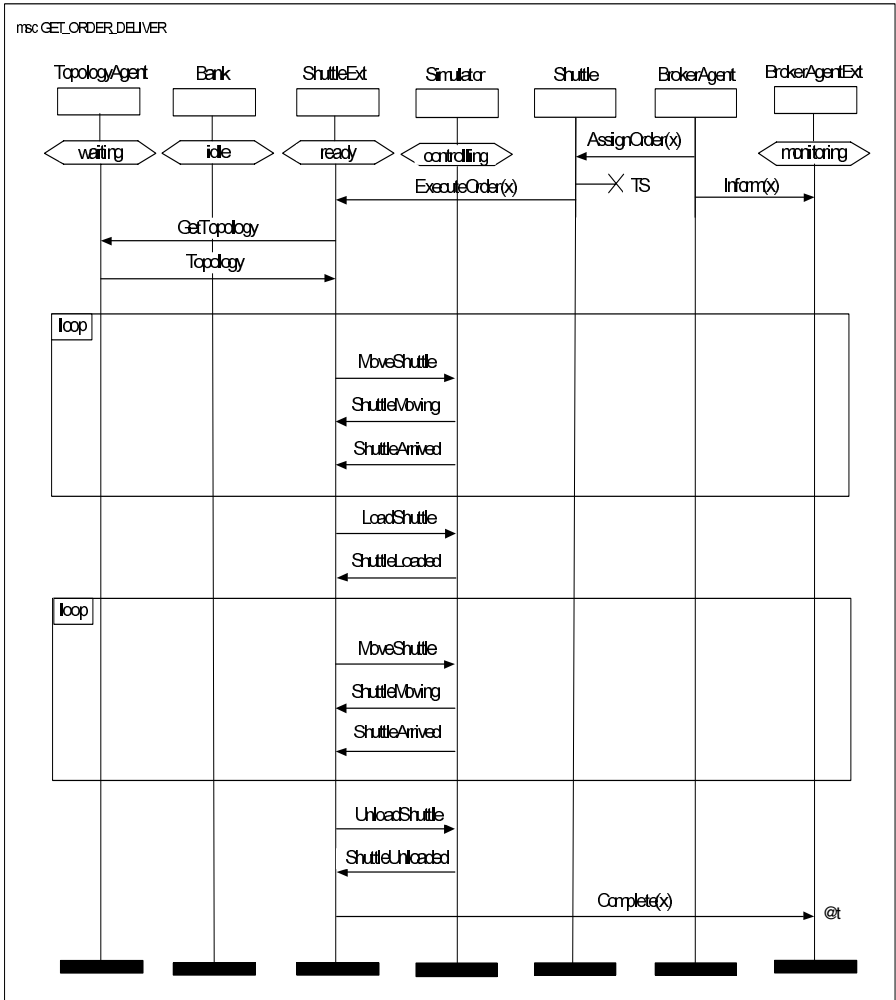 msc GET_ORDER_DELIVER
TopologyAgent Bank ShuttleExt Simulator Shuttle BrokerAgent BrokerAgentExt
waiting idle ready controlling AssignOrder(x) monitoring
ExecuteOrder(x) TS Inform(x)
GetTopology
Topology
loop
MoveShuttle
ShuttleMoving
ShuttleArrived
LoadShuttle
ShuttleLoaded
loop
MoveShuttle
ShuttleMoving
ShuttleArrived
UnloadShuttle
ShuttleUnloaded
Complete(x) @t